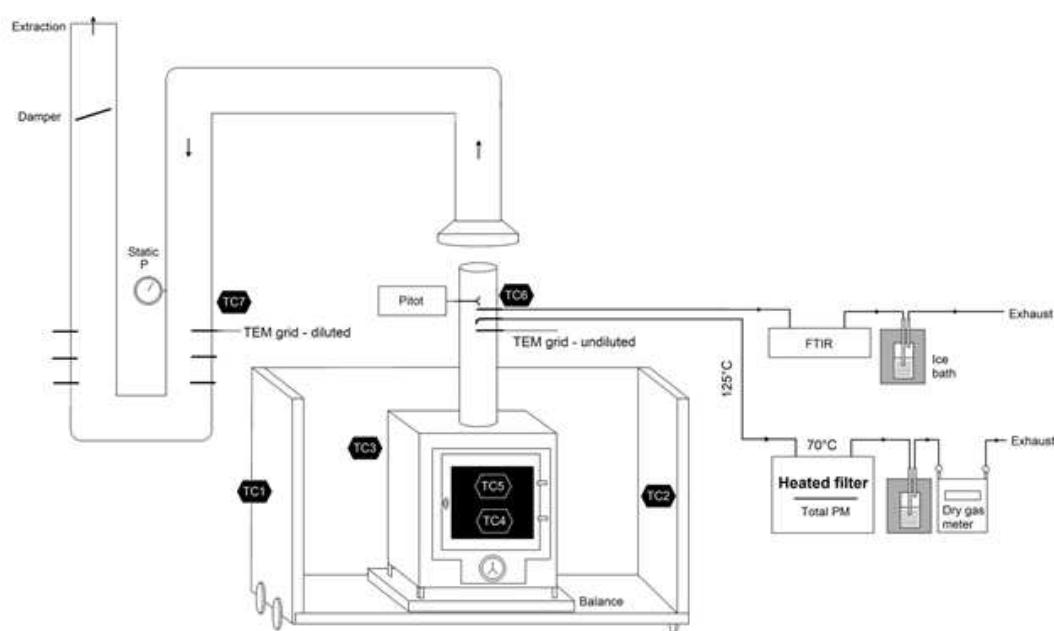 Extraction
Damper
Static
P
TC7
TEM grid - diluted
Pitot
TC6
TEM grid - undiluted
FTIR
Ice
bath
Exhaust
125°C
70°C
Heated filter
Total PM
Dry gas
meter
Exhaust
TC1
TC3
TC5
TC4
TC2
Balance